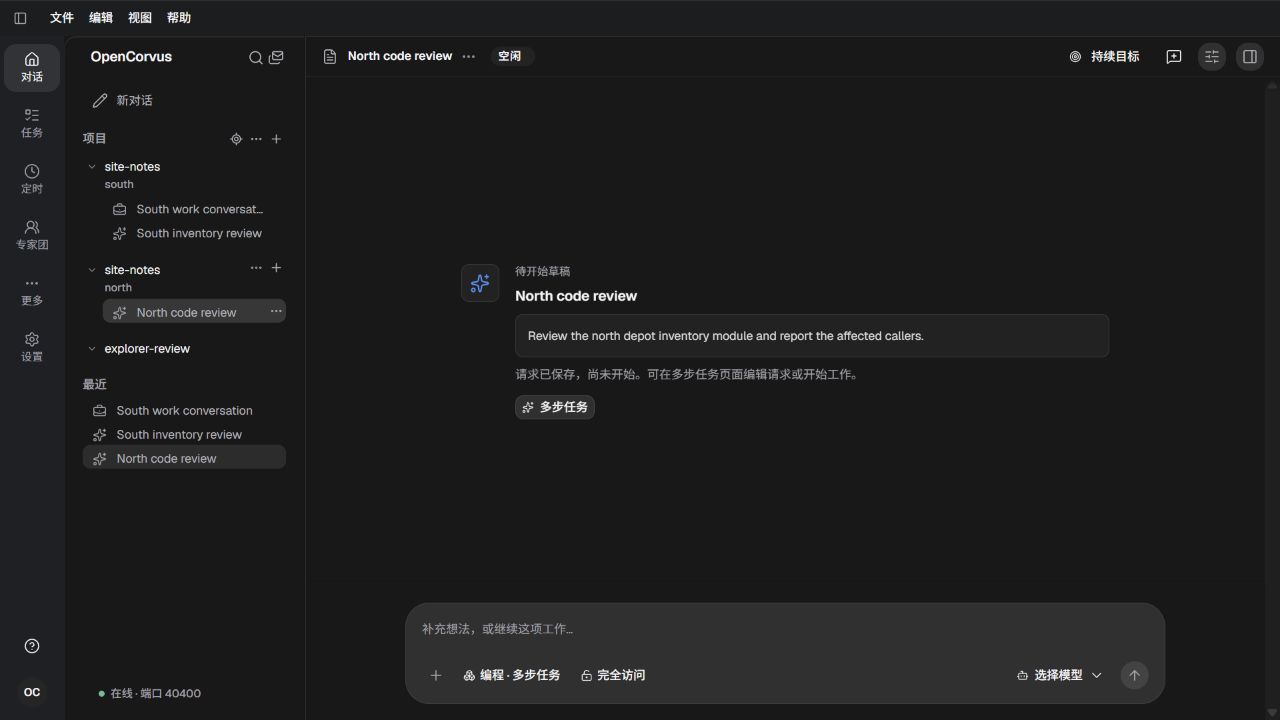 文件 编辑 视图 帮助
对话
任务
定时
专家团
更多
设置
OC
OpenCorvus
新对话
项目
site-notes
south
South work conversat...
South inventory review
site-notes
north
North code review
explorer-review
最近
South work conversation
South inventory review
North code review
在线 · 端口 40400
North code review 空闲
持续目标
待开始草稿
North code review
Review the north depot inventory module and report the affected callers.
请求已保存，尚未开始。可在多步任务页面编辑请求或开始工作。
多步任务
补充想法，或继续这项工作...
编程 · 多步任务 完全访问 选择模型